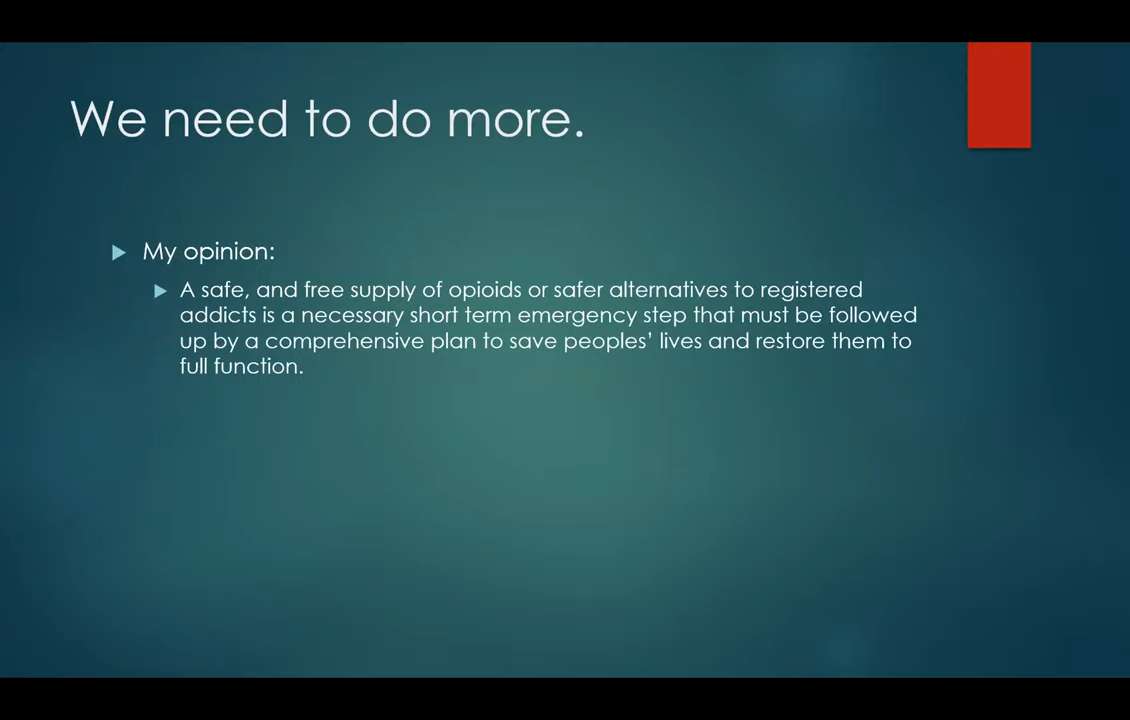 We need to do more.
My opinion:
A safe, and free supply of opioids or safer alternatives to registered
addicts is a necessary short term emergency step that must be followed
up by a comprehensive plan to save peoples’ lives and restore them to
full function.